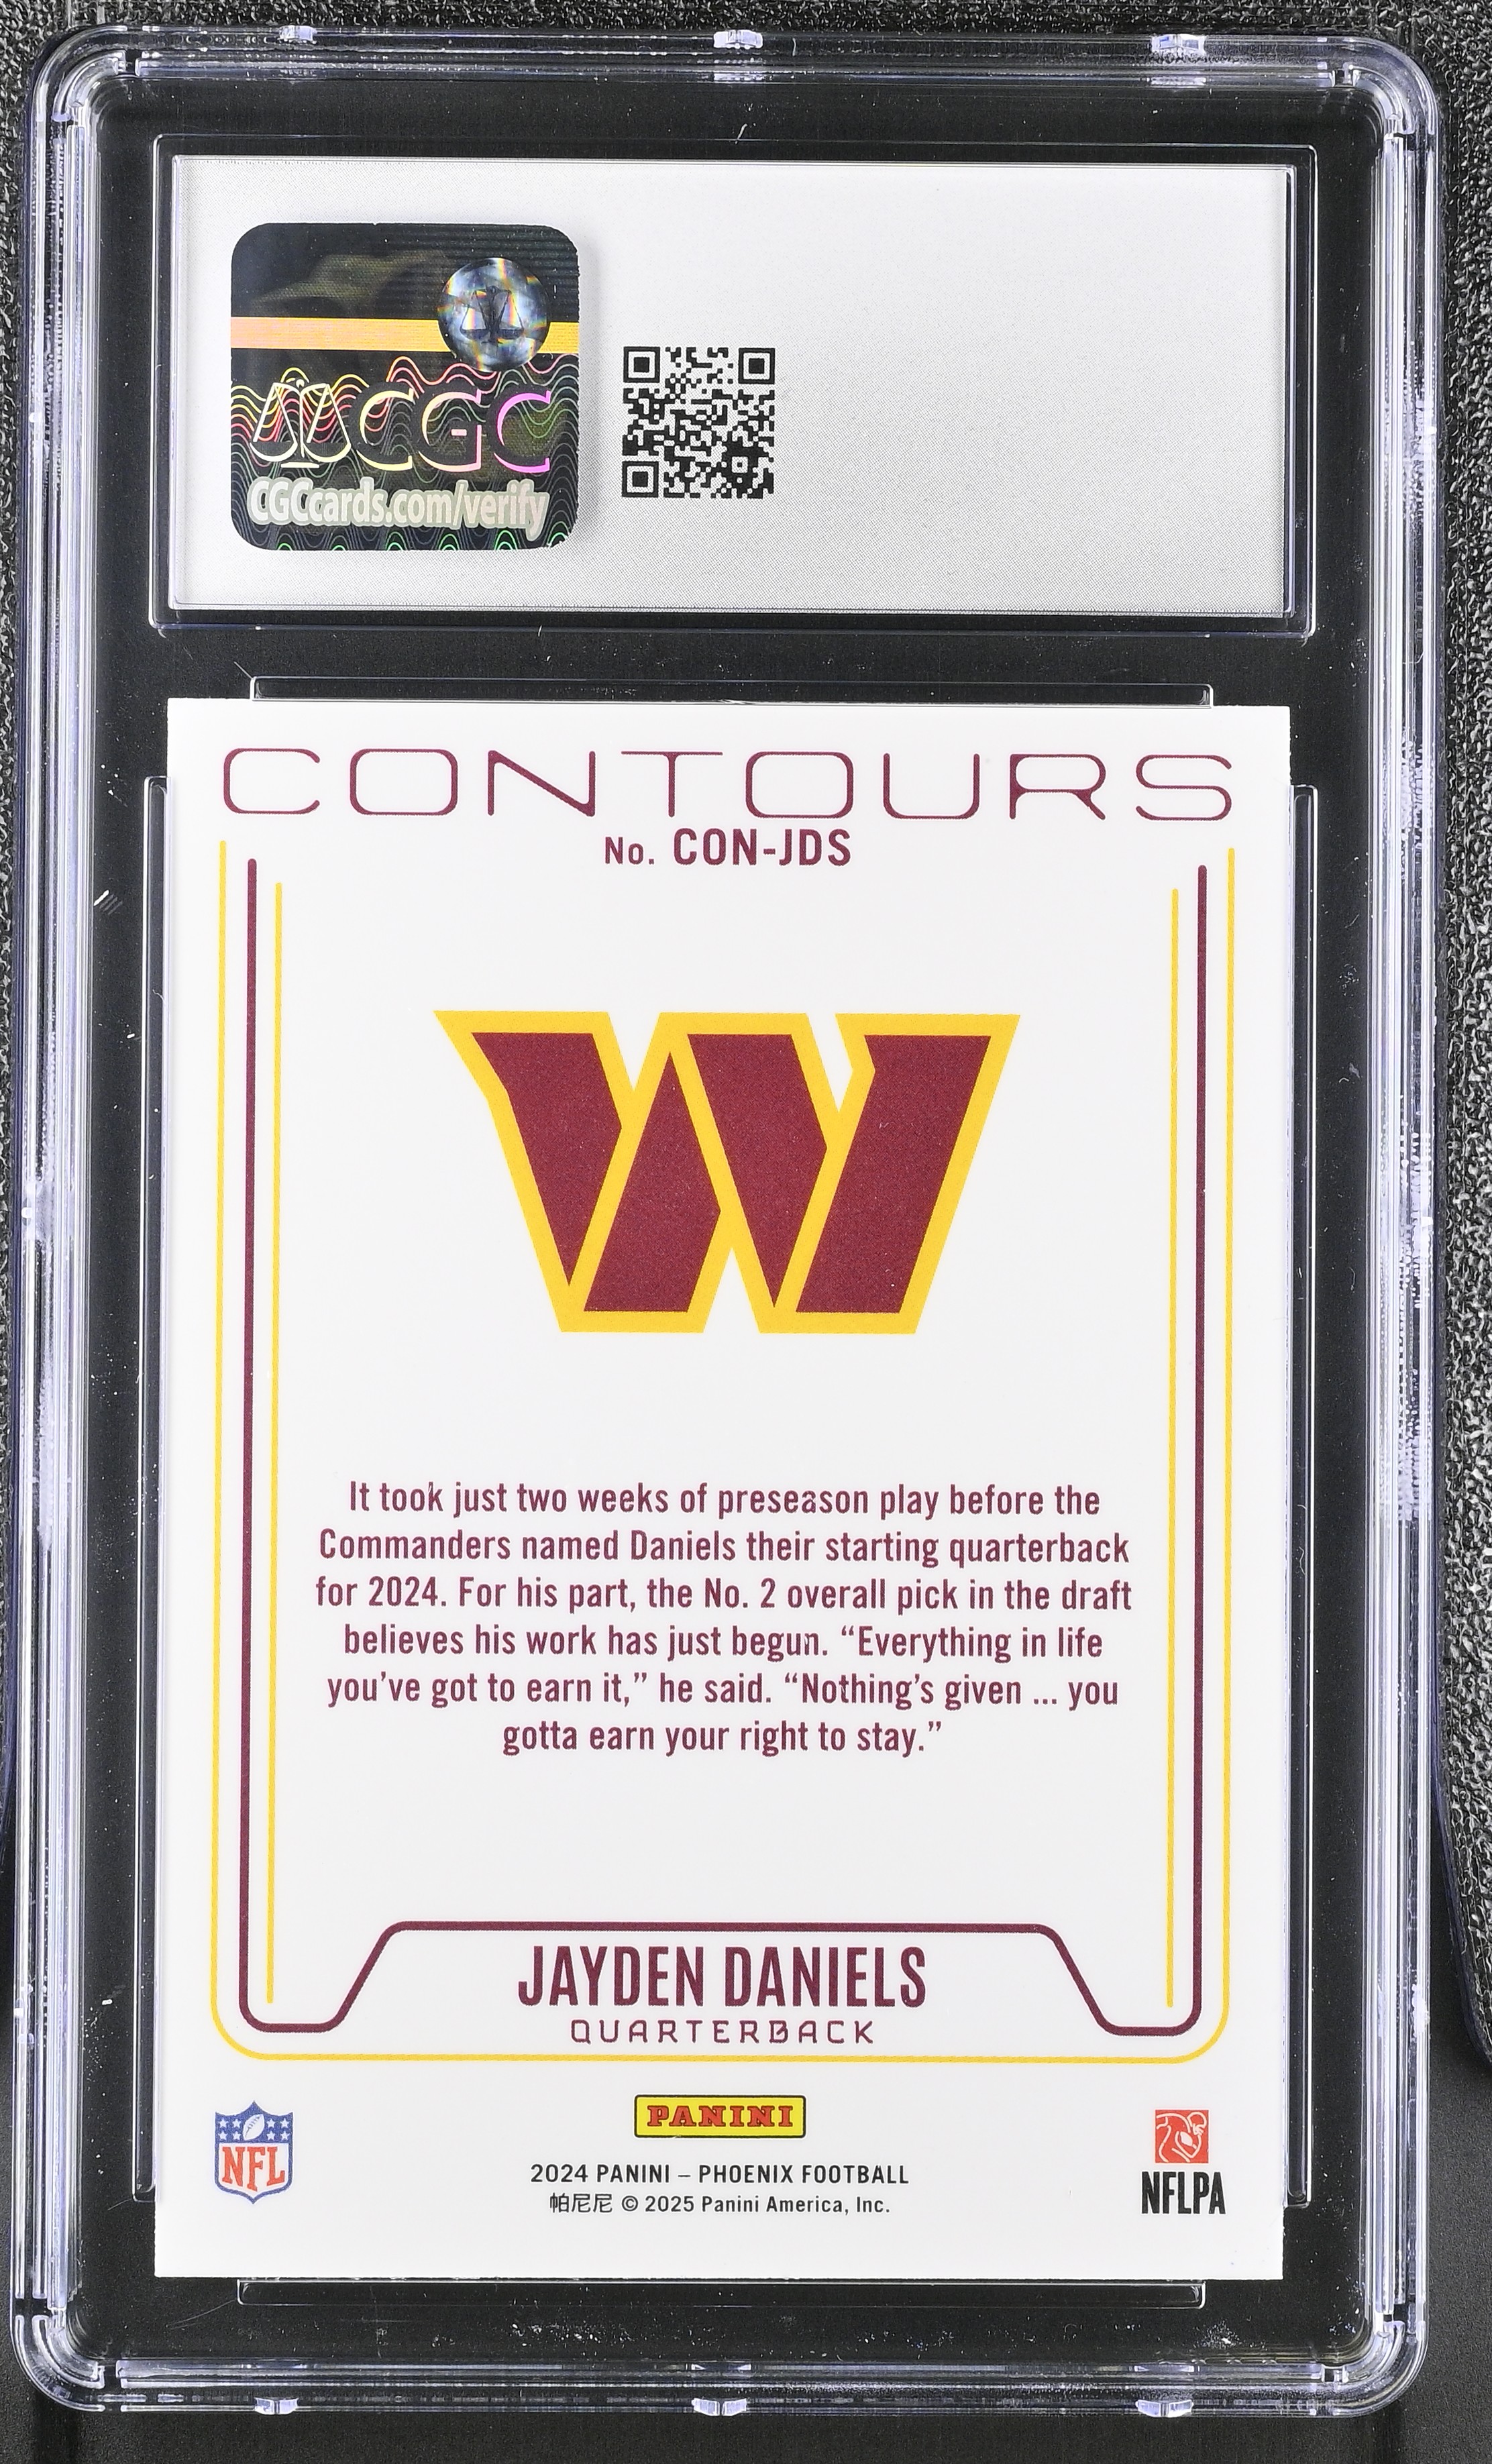 CGC
CGCcards.com/verify
CONTOURS
No. CON-JDS
It took just two weeks of preseason play before the
Commanders named Daniels their starting quarterback
for 2024. For his part, the No. 2 overall pick in the draft
believes his work has just begun. “Everything in life
you’ve got to earn it,” he said. “Nothing’s given ... you
gotta earn your right to stay.”
JAYDEN DANIELS
QUARTERBACK
NFL
PANINI
2024 PANINI – PHOENIX FOOTBALL
帕尼尼 © 2025 Panini America, Inc.
NFLPA